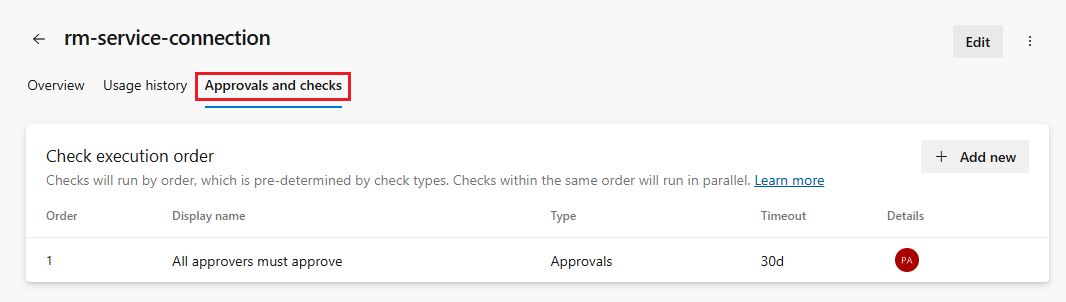 rm-service-connection
Edit
Overview Usage history Approvals and checks
Check execution order
+ Add new
Checks will run by order, which is pre-determined by check types. Checks within the same order will run in parallel. Learn more
Order Display name Type Timeout Details
1 All approvers must approve Approvals 30d PA